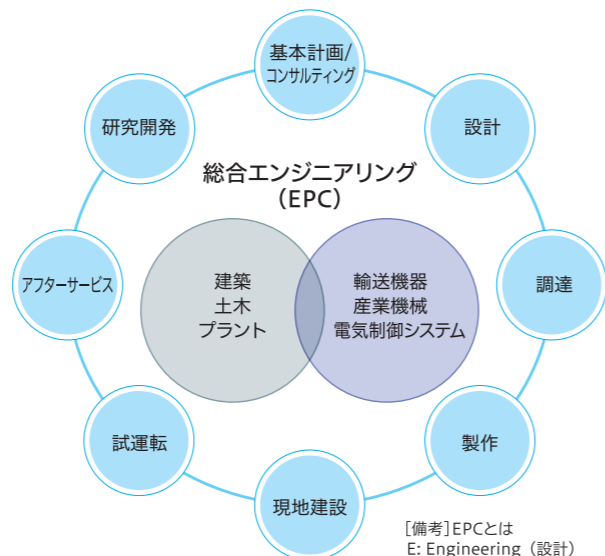 基本計画/
コンサルティング
設計
調達
製作
現地建設
試運転
アフターサービス
研究開発
総合エンジニアリング
(EPC)
建築
土木
プラント
輸送機器
産業機械
電気制御システム
[備考]EPCとは
E: Engineering（設計）